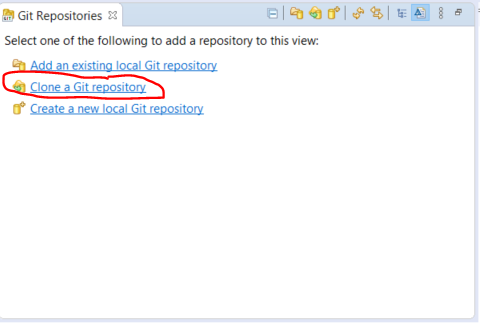 Git Repositories
Select one of the following to add a repository to this view:
Add an existing local Git repository
Clone a Git repository
Create a new local Git repository